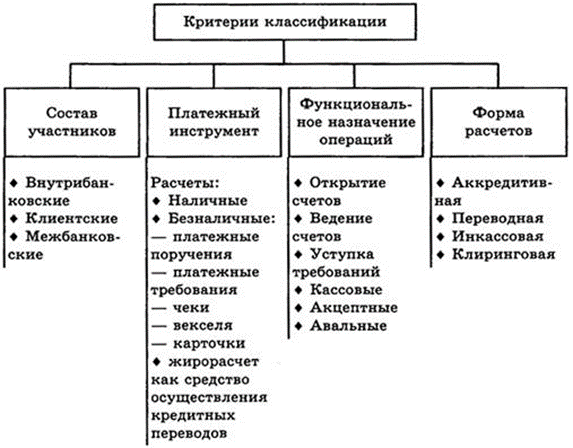 Критерии классификации
Состав
участников
Платежный
инструмент
Функциональ-
ное назначение
операций
Форма
расчетов
♦ Внутрибан-
ковские
♦ Клиентские
♦ Межбанков-
ские
Расчеты:
♦ Наличные
♦ Безналичные:
— платежные
поручения
— платежные
требования
— чеки
— векселя
— карточки
♦ жирорасчет
как средство
осуществления
кредитных
переводов
♦ Открытие
счетов
♦ Ведение
счетов
♦ Уступка
требований
♦ Кассовые
♦ Акцептные
♦ Авальные
♦ Аккредитив-
ная
♦ Переводная
♦ Инкассовая
♦ Клиринговая